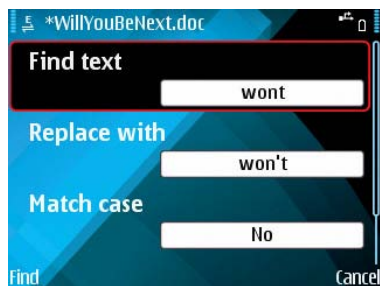 *WillYouBeNext.doc
Find text
wont
Replace with
won't
Match case
No
Find Cancel